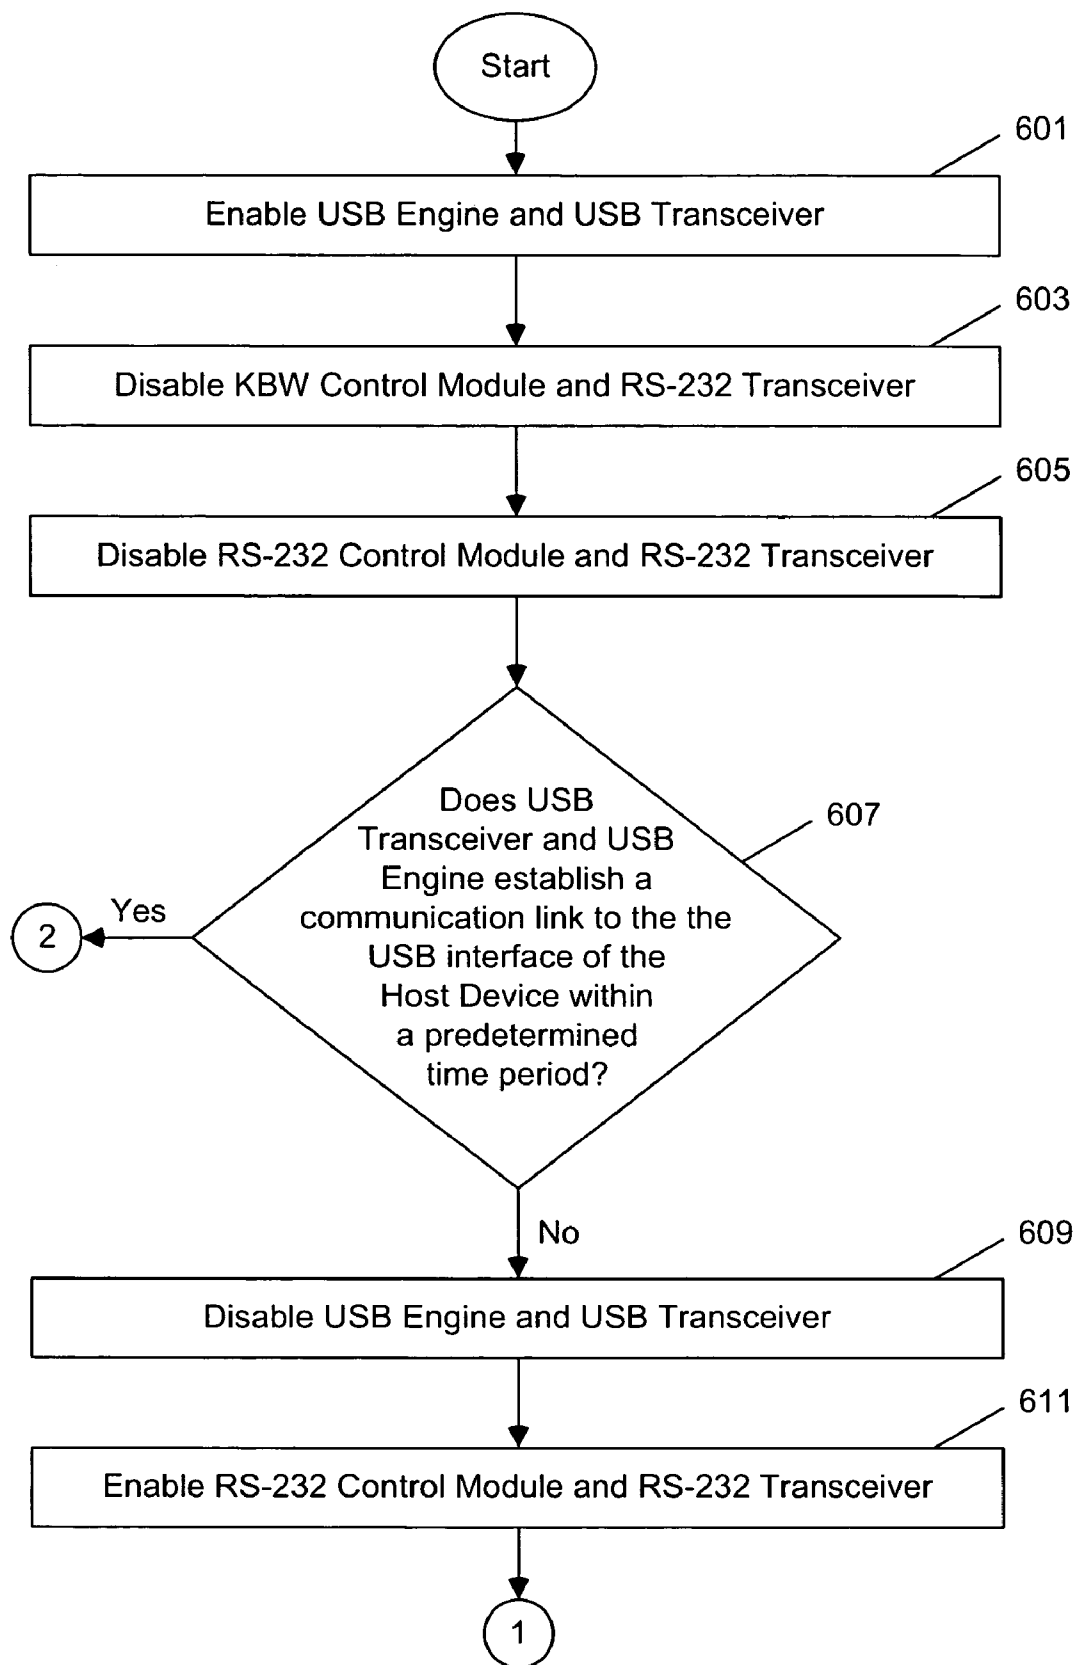 Start
601
Enable USB Engine and USB Transceiver
603
Disable KBW Control Module and RS-232 Transceiver
605
Disable RS-232 Control Module and RS-232 Transceiver
Does USB
Transceiver and USB
Engine establish a
communication link to the the
USB interface of the
Host Device within
a predetermined
time period?
607
Yes
2
No
609
Disable USB Engine and USB Transceiver
611
Enable RS-232 Control Module and RS-232 Transceiver
1